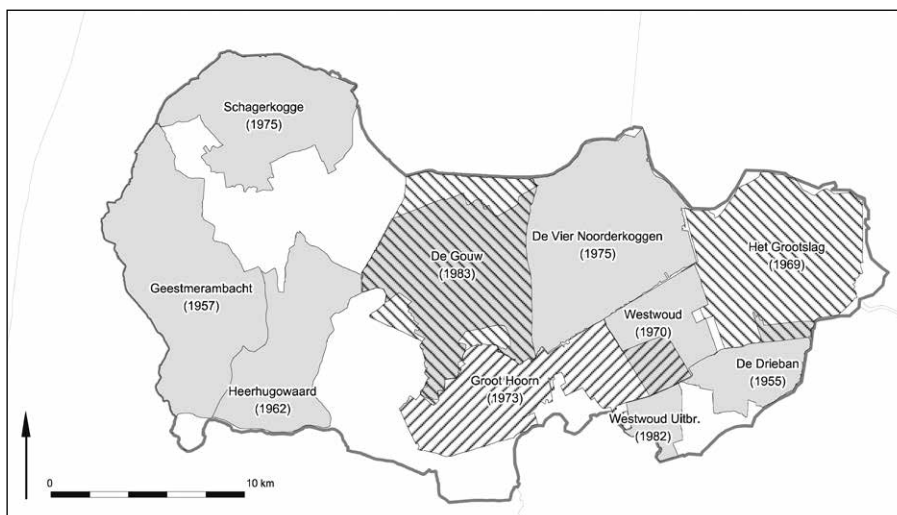 Schagerkogge
(1975)
De Gouw
(1983)
De Vier Noorderkoggen
(1975)
Het Grootslag
(1969)
Geestmerambacht
(1957)
Westwoud
(1970)
De Drieban
(1955)
Heerhugowaard
(1962)
Groot Hoorn
(1973)
Westwoud Uitbr.
(1982)
0
10 km